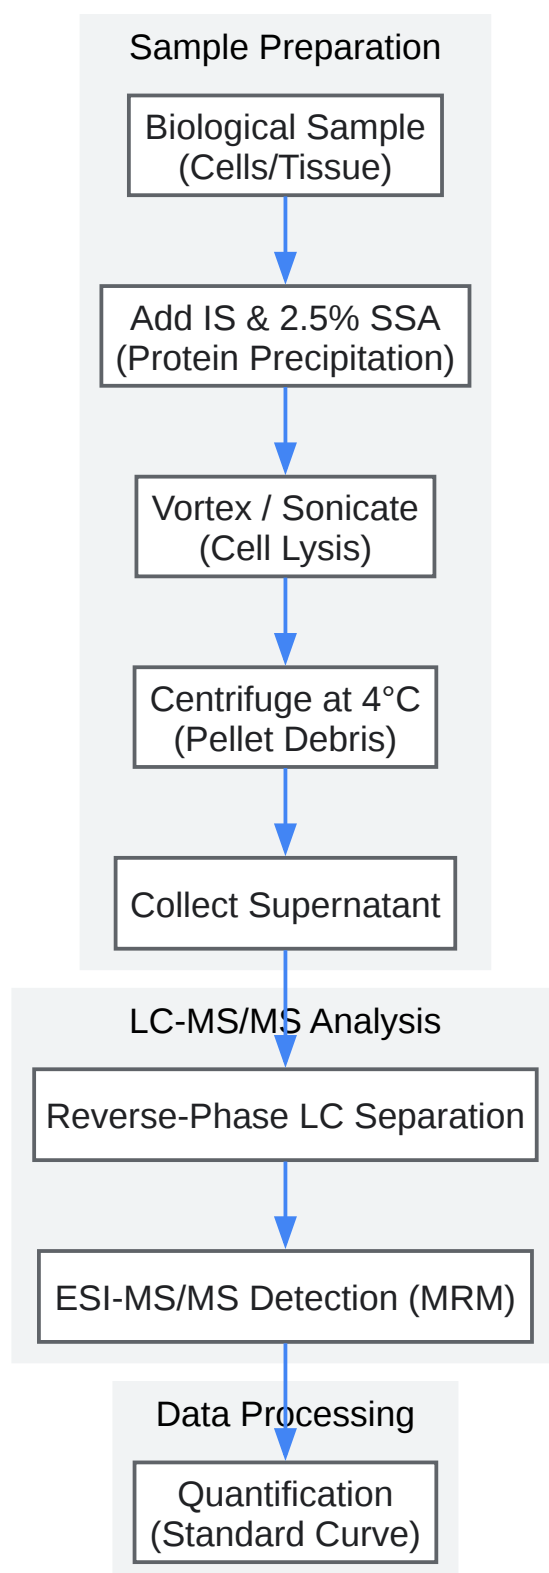 Sample Preparation
Biological Sample
(Cells/Tissue)
Add IS & 2.5% SSA
(Protein Precipitation)
Vortex / Sonicate
(Cell Lysis)
Centrifuge at 4°C
(Pellet Debris)
Collect Supernatant
LC-MS/MS Analysis
Reverse-Phase LC Separation
ESI-MS/MS Detection (MRM)
Data Processing
Quantification
(Standard Curve)